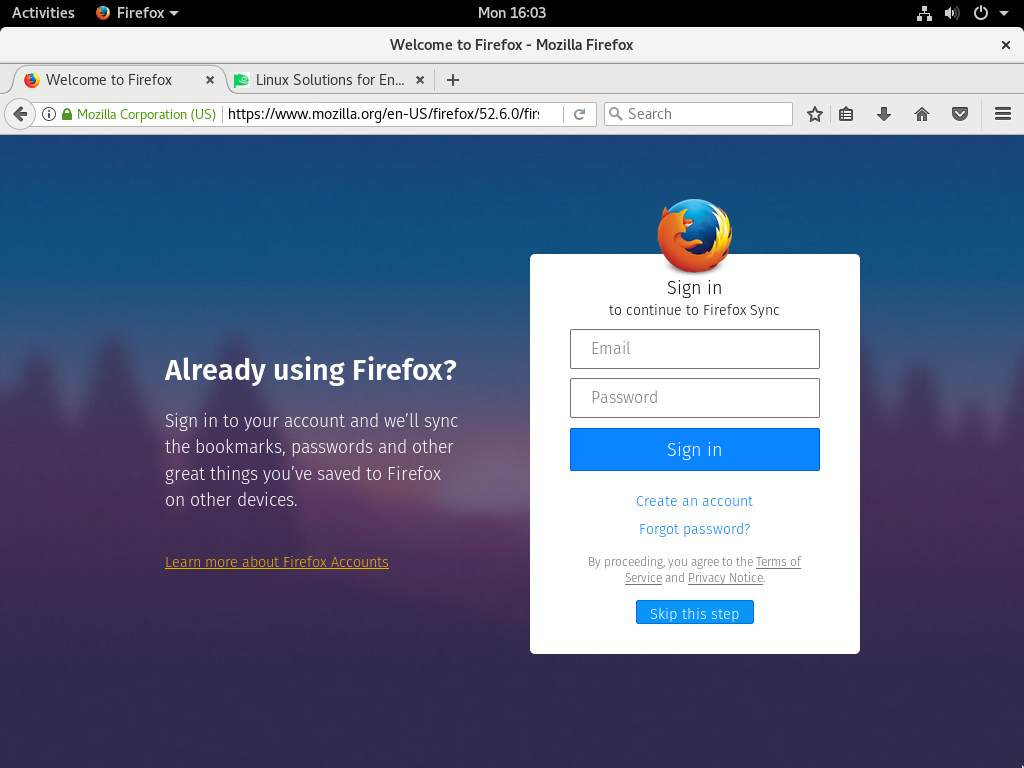 Activities Firefox Mon 16:03
Welcome to Firefox - Mozilla Firefox
Welcome to Firefox Linux Solutions for En...
Mozilla Corporation (US) https://www.mozilla.org/en-US/firefox/52.6.0/firs Search
Sign in
to continue to Firefox Sync
Email
Password
Sign in
Create an account
Forgot password?
By proceeding, you agree to the Terms of
Service and Privacy Notice.
Skip this step
Already using Firefox?
Sign in to your account and we’ll sync
the bookmarks, passwords and other
great things you’ve saved to Firefox
on other devices.
Learn more about Firefox Accounts